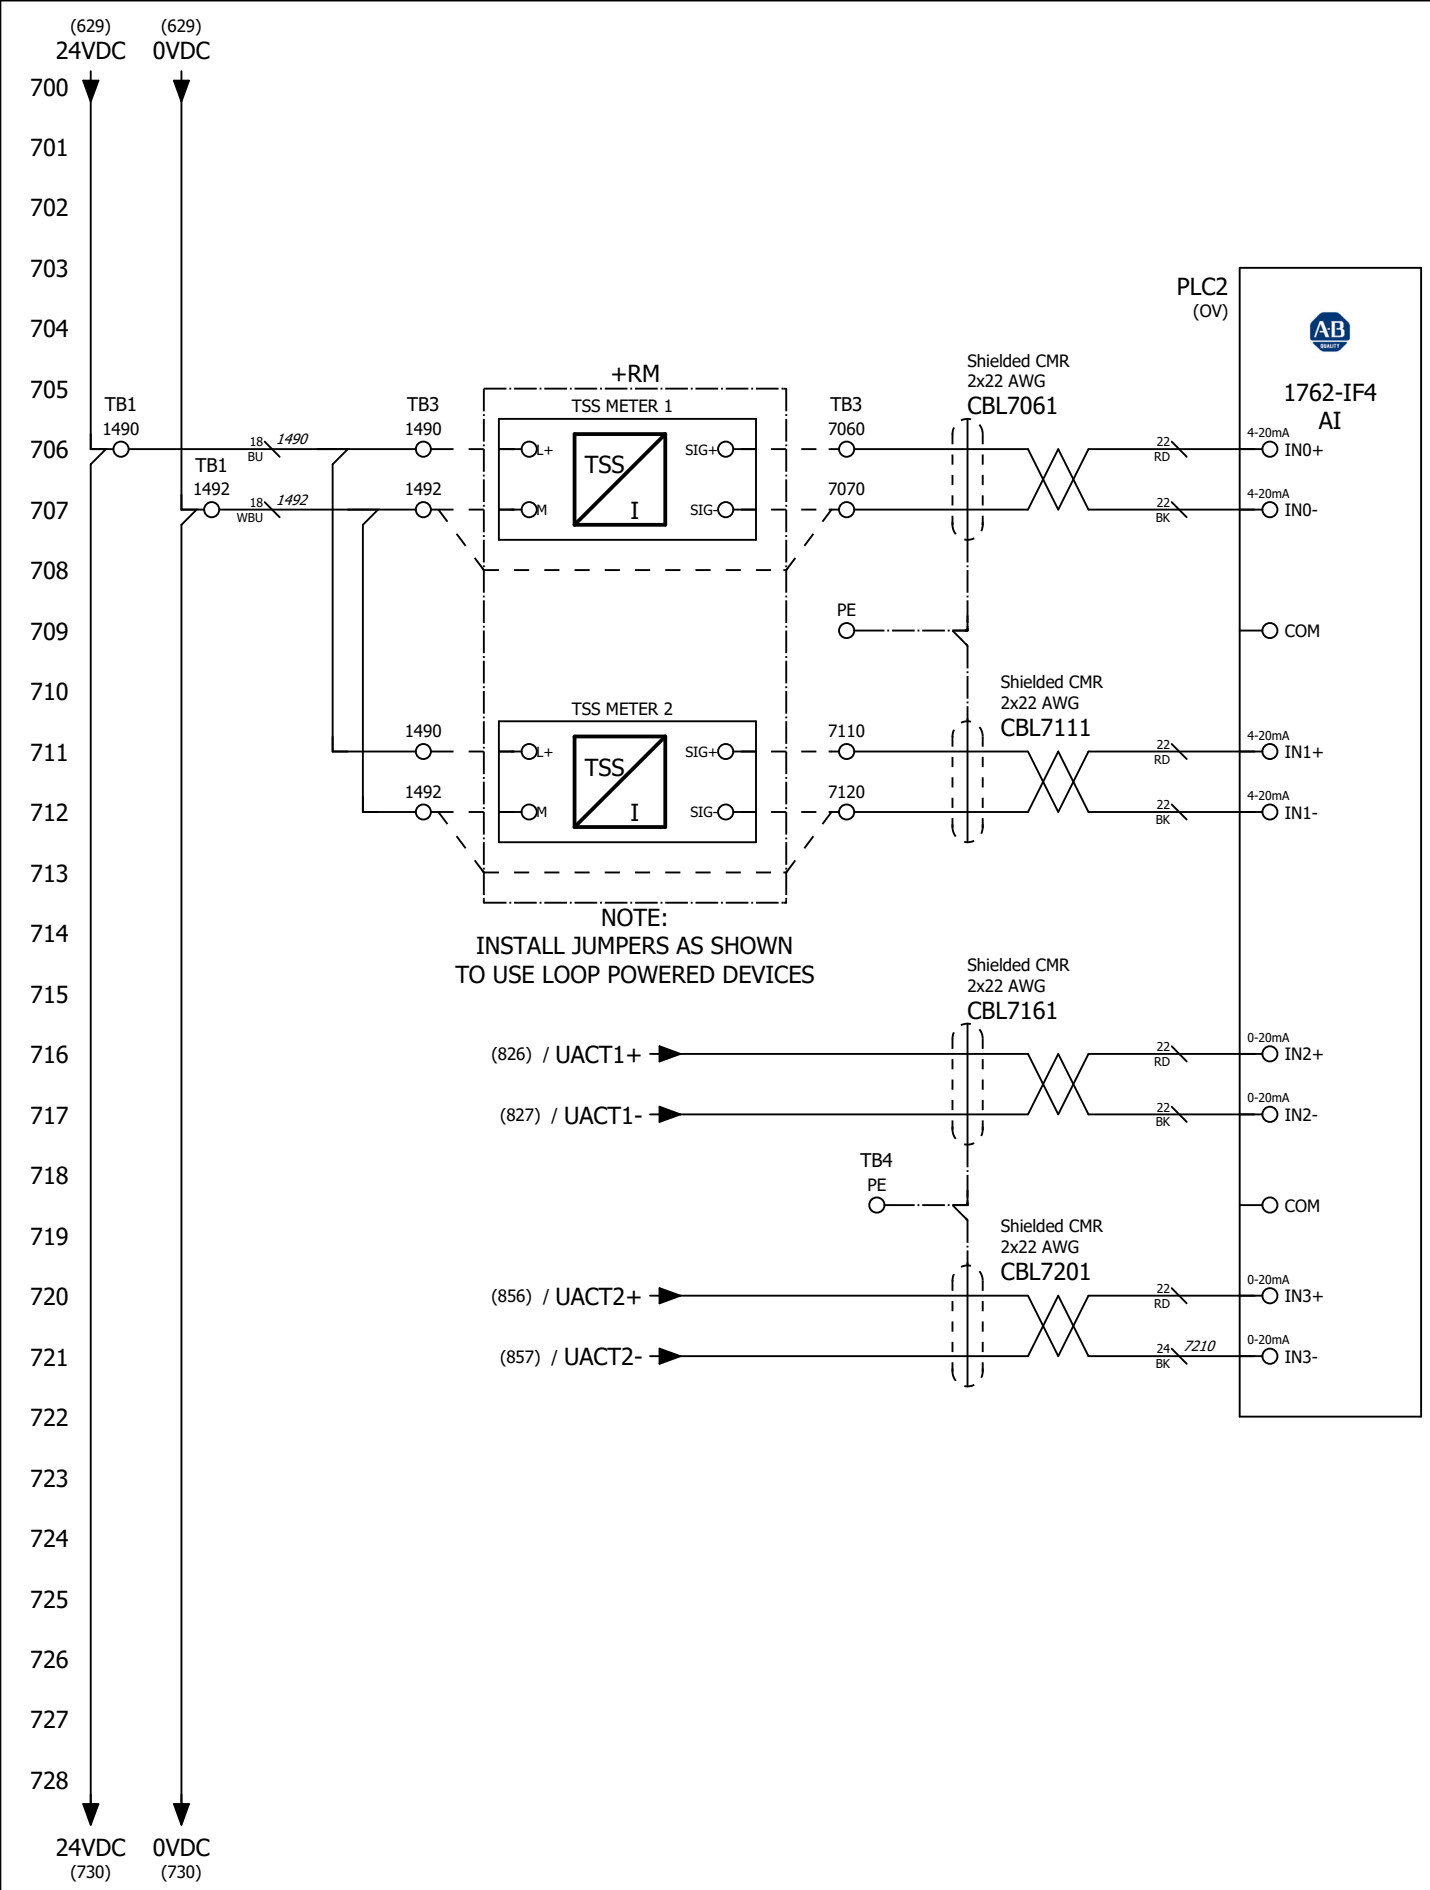 (629) (629)
24VDC 0VDC
700
701
702
703
PLC2
(OV)
704
A-B
QUALITY
Shielded CMR
2x22 AWG
CBL7061
705
+RM
TSS METER 1
1762-IF4
AI
TB1
1490
TB3
1490
TB3
7060
706
18 1490
BU
L+
TSS
I
SIG+
22
RD
4-20mA
IN0+
TB1
1492
1492
7070
707
18 1492
WBU
M
SIG-
22
BK
4-20mA
IN0-
708
PE
709
COM
710
Shielded CMR
2x22 AWG
CBL7111
TSS METER 2
1490
7110
711
L+
TSS
I
SIG+
22
RD
4-20mA
IN1+
1492
7120
712
M
SIG-
22
BK
4-20mA
IN1-
713
714
NOTE:
INSTALL JUMPERS AS SHOWN
TO USE LOOP POWERED DEVICES
715
Shielded CMR
2x22 AWG
CBL7161
716
(826) / UACT1+
22
RD
0-20mA
IN2+
717
(827) / UACT1-
22
BK
0-20mA
IN2-
718
TB4
PE
COM
719
Shielded CMR
2x22 AWG
CBL7201
720
(856) / UACT2+
22
RD
0-20mA
IN3+
721
(857) / UACT2-
24 7210
BK
0-20mA
IN3-
722
723
724
725
726
727
728
24VDC 0VDC
(730) (730)